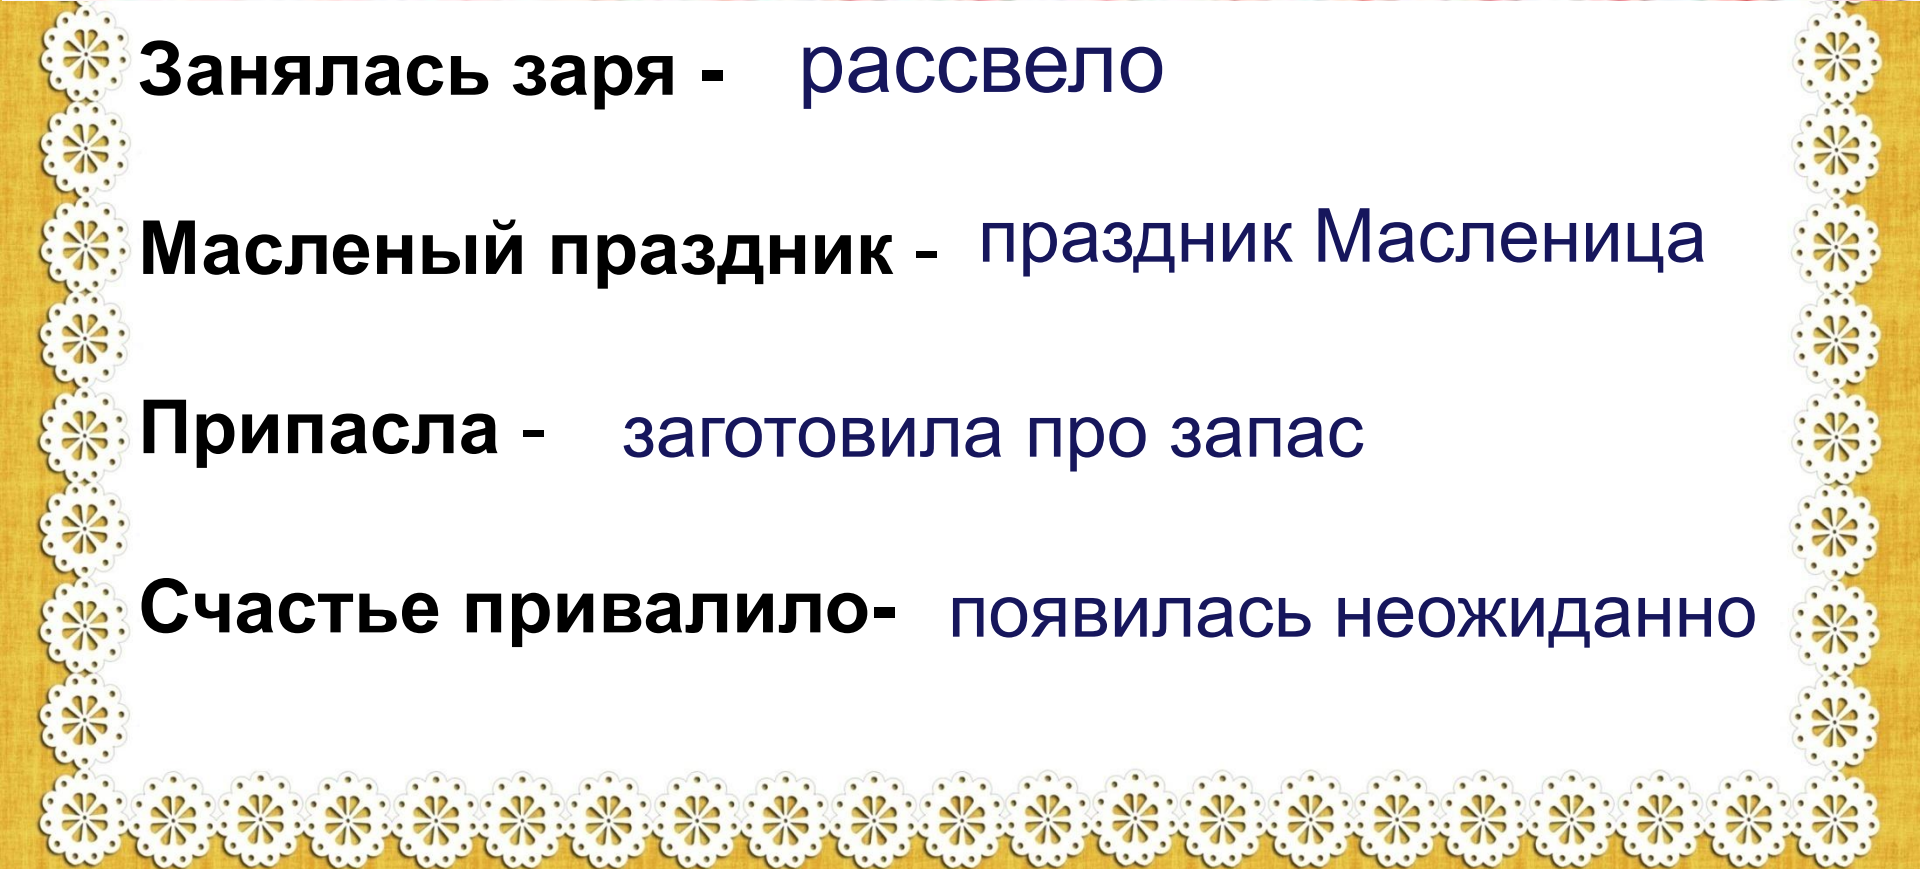 Занялась заря - рассвело
Масленый праздник - праздник Масленица
Припасла - заготовила про запас
Счастье привалило- появилась неожиданно